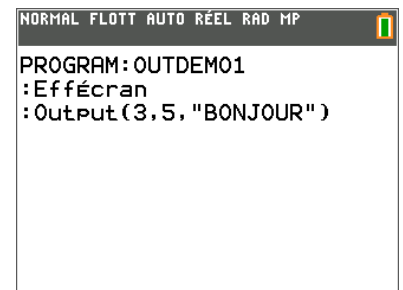 NORMAL FLOTT AUTO RÉEL RAD MP
PROGRAM:OUTDEMO1
:Effécran
:Output(3,5,"BONJOUR")